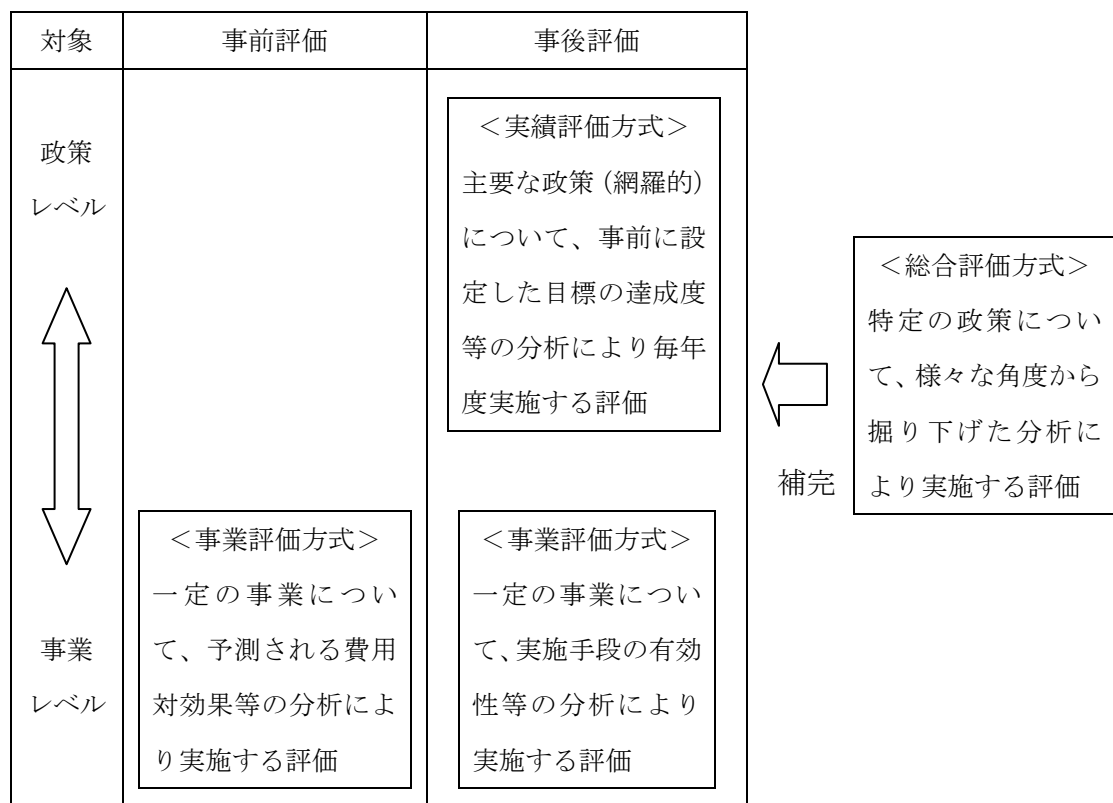 対象
事前評価
事後評価
政策
レベル
＜実績評価方式＞
主要な政策（網羅的）
について、事前に設
定した目標の達成度
等の分析により毎年
度実施する評価
＜総合評価方式＞
特定の政策につい
て、様々な角度から
掘り下げた分析に
より実施する評価
補完
事業
レベル
＜事業評価方式＞
一定の事業につい
て、予測される費用
対効果等の分析によ
り実施する評価
＜事業評価方式＞
一定の事業につい
て、実施手段の有効
性等の分析により
実施する評価